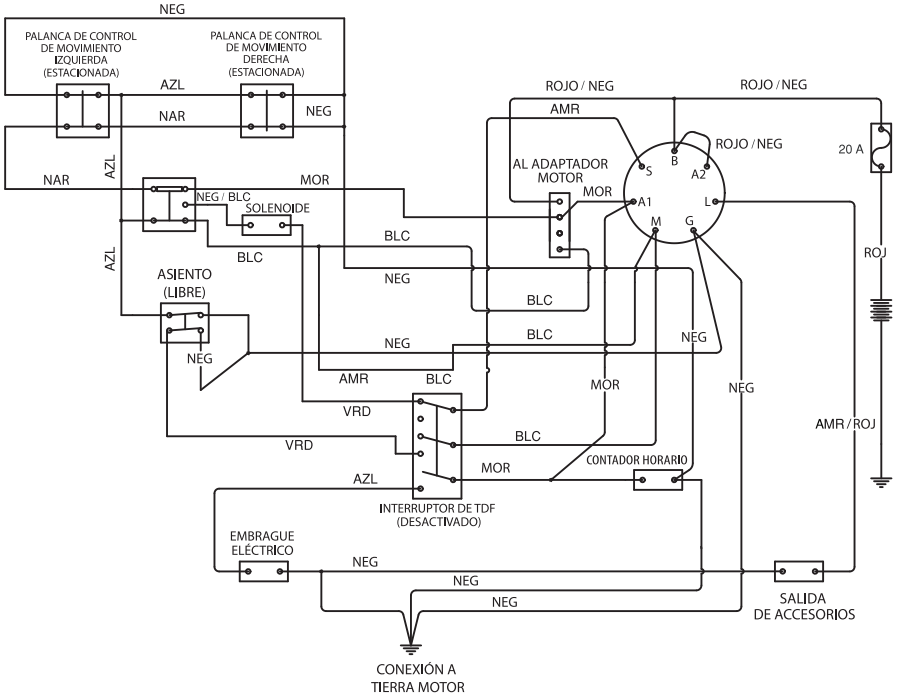 NEG
PALANCA DE CONTROL
DE MOVIMIENTO
IZQUIERDA
(ESTACIONADA)
PALANCA DE CONTROL
DE MOVIMIENTO
DERECHA
(ESTACIONADA)
AZL
NEG
NAR
AZL
NAR
MOR
NEG / BLC
SOLENOIDE
BLC
BLC
AZL
ASIENTO
(LIBRE)
NEG
ROJO / NEG
ROJO / NEG
AMR
ROJO / NEG
20 A
AL ADAPTADOR
MOTOR
MOR
B
S
A2
A1
L
M
G
ROJ
NEG
BLC
BLC
NEG
NEG
AMR
BLC
MOR
NEG
VRD
VRD
BLC
AMR / ROJ
MOR
CONTADOR HORARIO
AZL
INTERRUPTOR DE TDF
(DESACTIVADO)
EMBRAGUE
ELÉCTRICO
NEG
NEG
NEG
SALIDA
DE ACCESORIOS
CONEXIÓN A
TIERRA MOTOR